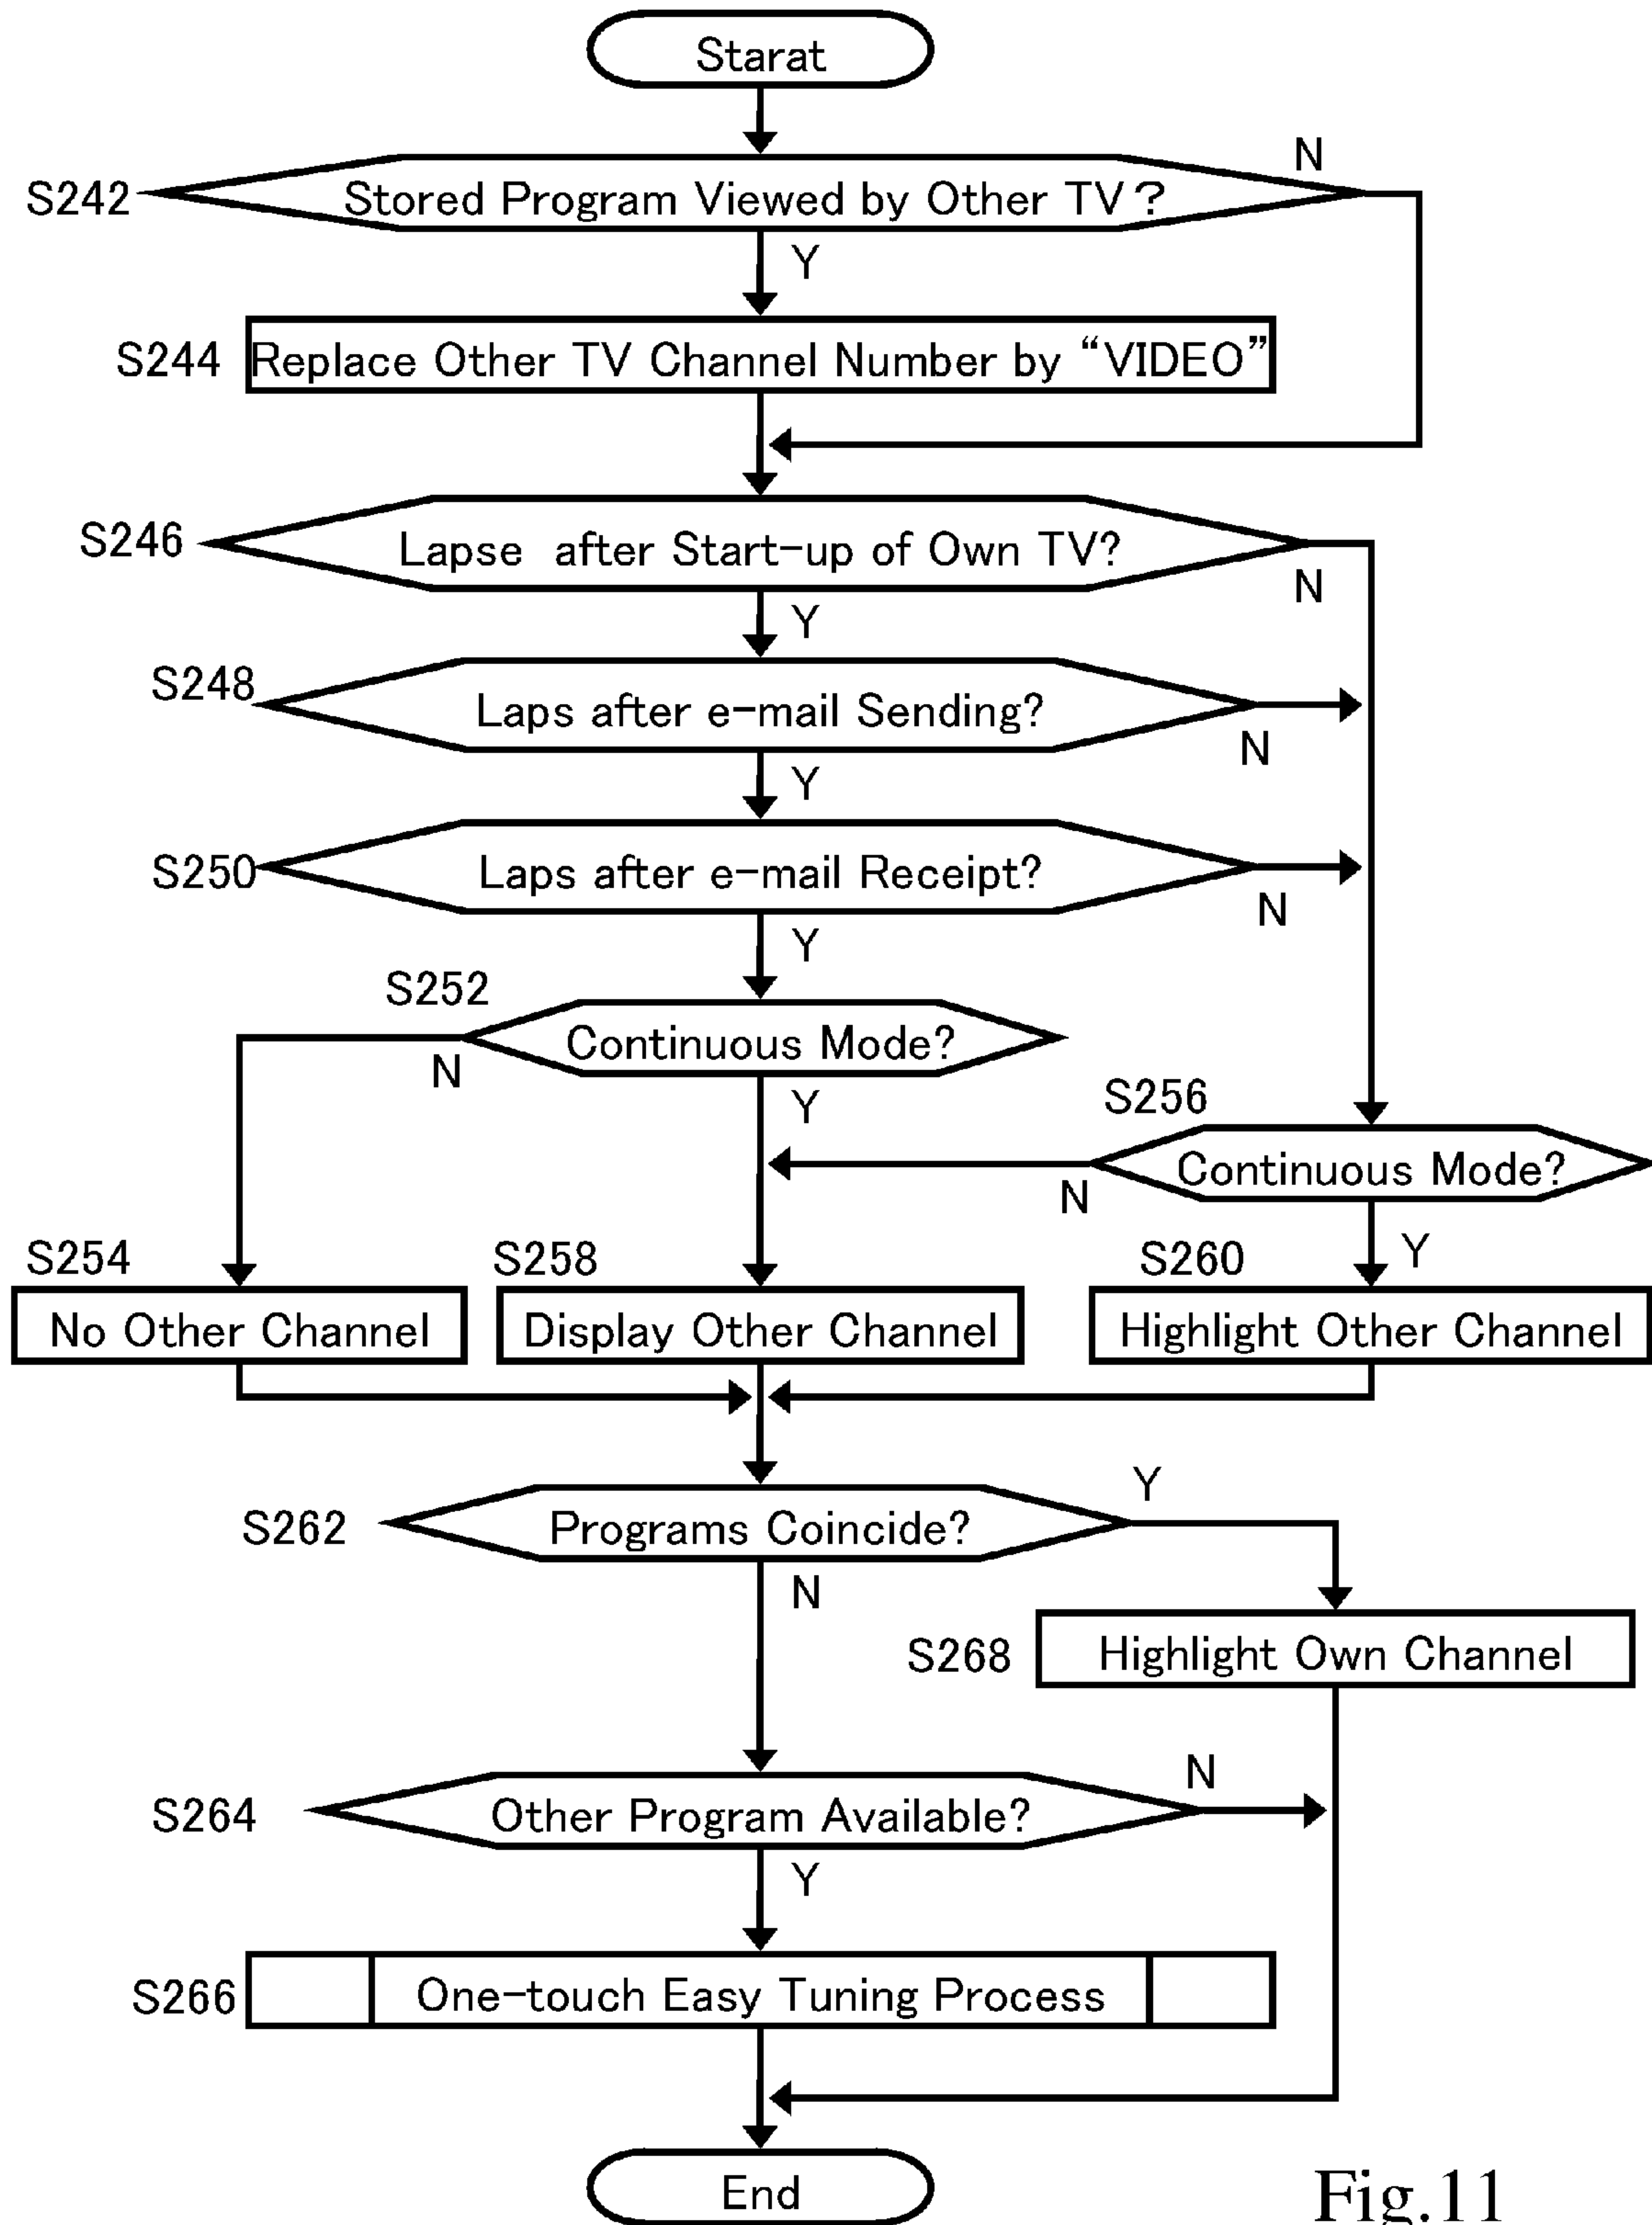 Starat
N
S242
Stored Program Viewed by Other TV?
Y
S244
Replace Other TV Channel Number by “VIDEO”
S246
Lapse after Start-up of Own TV?
N
Y
S248
Laps after e-mail Sending?
N
Y
S250
Laps after e-mail Receipt?
N
Y
S252
Continuous Mode?
N
Y
S256
Continuous Mode?
N
Y
S254
No Other Channel
S258
Display Other Channel
S260
Highlight Other Channel
S262
Programs Coincide?
Y
N
S268
Highlight Own Channel
S264
Other Program Available?
N
Y
S266
One-touch Easy Tuning Process
End
Fig.11